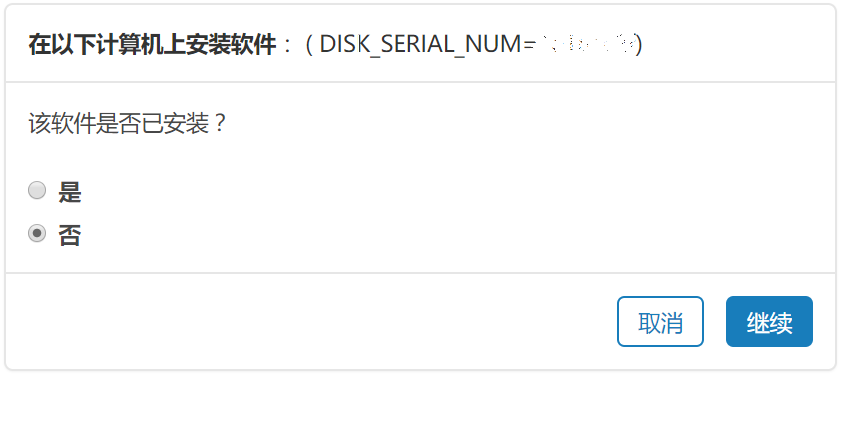 在以下计算机上安装软件：( DISK_SERIAL_NUM= )
该软件是否已安装？
是
否
取消 继续